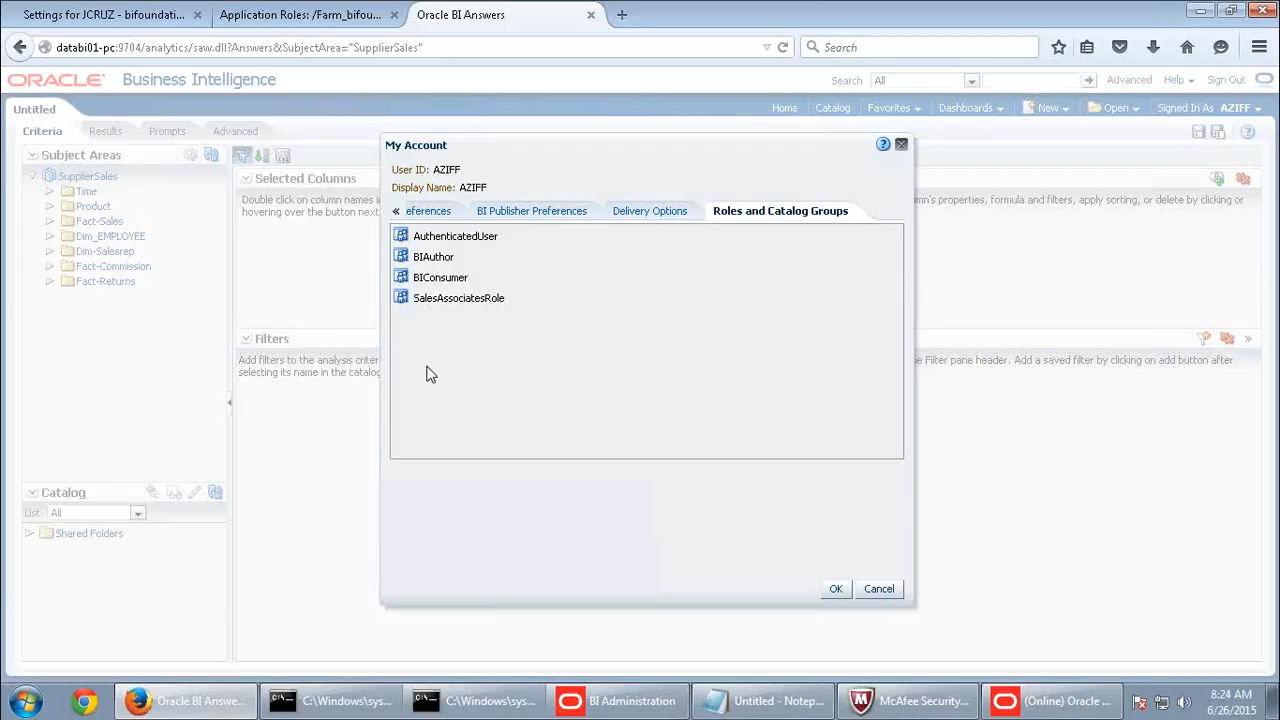 Settings for JCRUZ - bifoundati...
Application Roles: /Farm_bifou...
Oracle BI Answers
databi01-pc:9704/analytics/saw.dll?Answers&SubjectArea="SupplierSales"
Search
ORACLE Business Intelligence
Search All Advanced Help Sign Out
Untitled
Home Catalog Favorites Dashboards New Open Signed In As AZIFF
Criteria Results Prompts Advanced
Subject Areas
SupplierSales
Time
Product
Fact-Sales
Dim_EMPLOYEE
Dim-Salesrep
Fact-Commission
Fact-Returns
Catalog
List All
Shared Folders
Selected Columns
Double click on column names in
hovering over the button next
n's properties, formula and filters, apply sorting, or delete by clicking or
Filters
Add filters to the analysis criter
selecting its name in the catalog
Filter pane header. Add a saved filter by clicking on add button after
My Account
User ID: AZIFF
Display Name: AZIFF
« eferences BI Publisher Preferences Delivery Options Roles and Catalog Groups
AuthenticatedUser
BIAuthor
BIConsumer
SalesAssociatesRole
OK Cancel
Oracle BI Answe...
C:\Windows\sys...
C:\Windows\sys...
BI Administration
Untitled - Notep...
McAfee Security...
(Online) Oracle ...
8:24 AM
6/26/2015